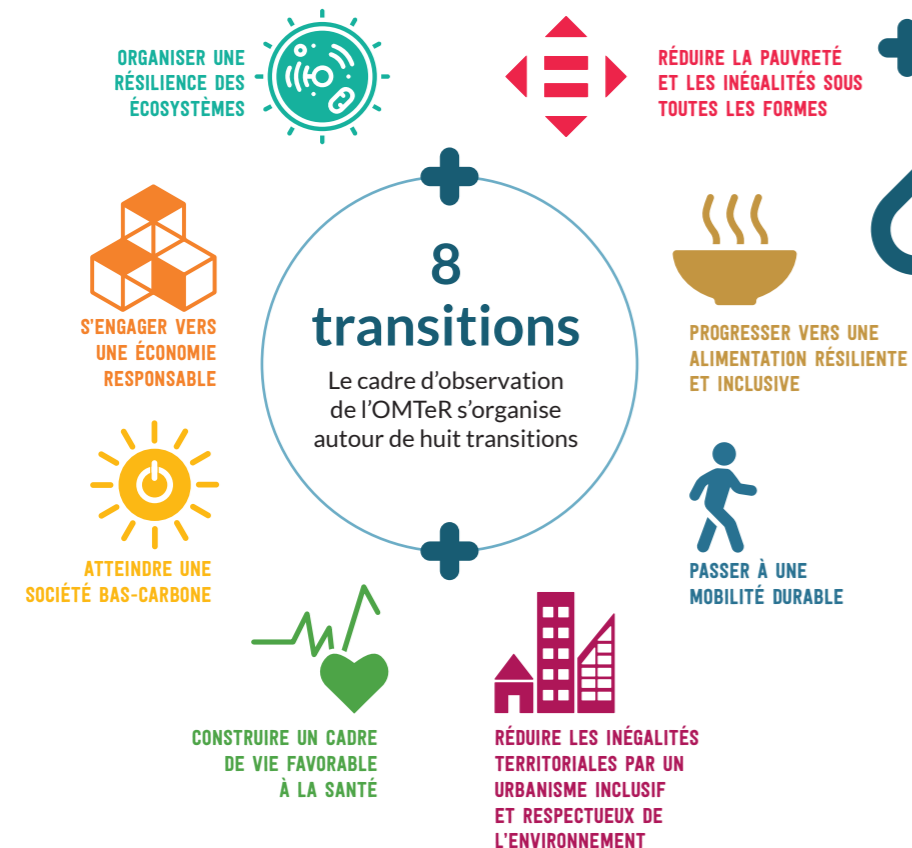 ORGANISER UNE
RÉSILIENCE DES
ÉCOSYSTÈMES
RÉDUIRE LA PAUVRETÉ
ET LES INÉGALITÉS SOUS
TOUTES LES FORMES
8
transitions
Le cadre d'observation
de l'OMTeR s'organise
autour de huit transitions
S'ENGAGER VERS
UNE ÉCONOMIE
RESPONSABLE
PROGRESSER VERS UNE
ALIMENTATION RÉSILIENTE
ET INCLUSIVE
ATTEINDRE UNE
SOCIÉTÉ BAS-CARBONE
PASSER À UNE
MOBILITÉ DURABLE
CONSTRUIRE UN CADRE
DE VIE FAVORABLE
À LA SANTÉ
RÉDUIRE LES INÉGALITÉS
TERRITORIALES PAR UN
URBANISME INCLUSIF
ET RESPECTUEUX DE
L'ENVIRONNEMENT